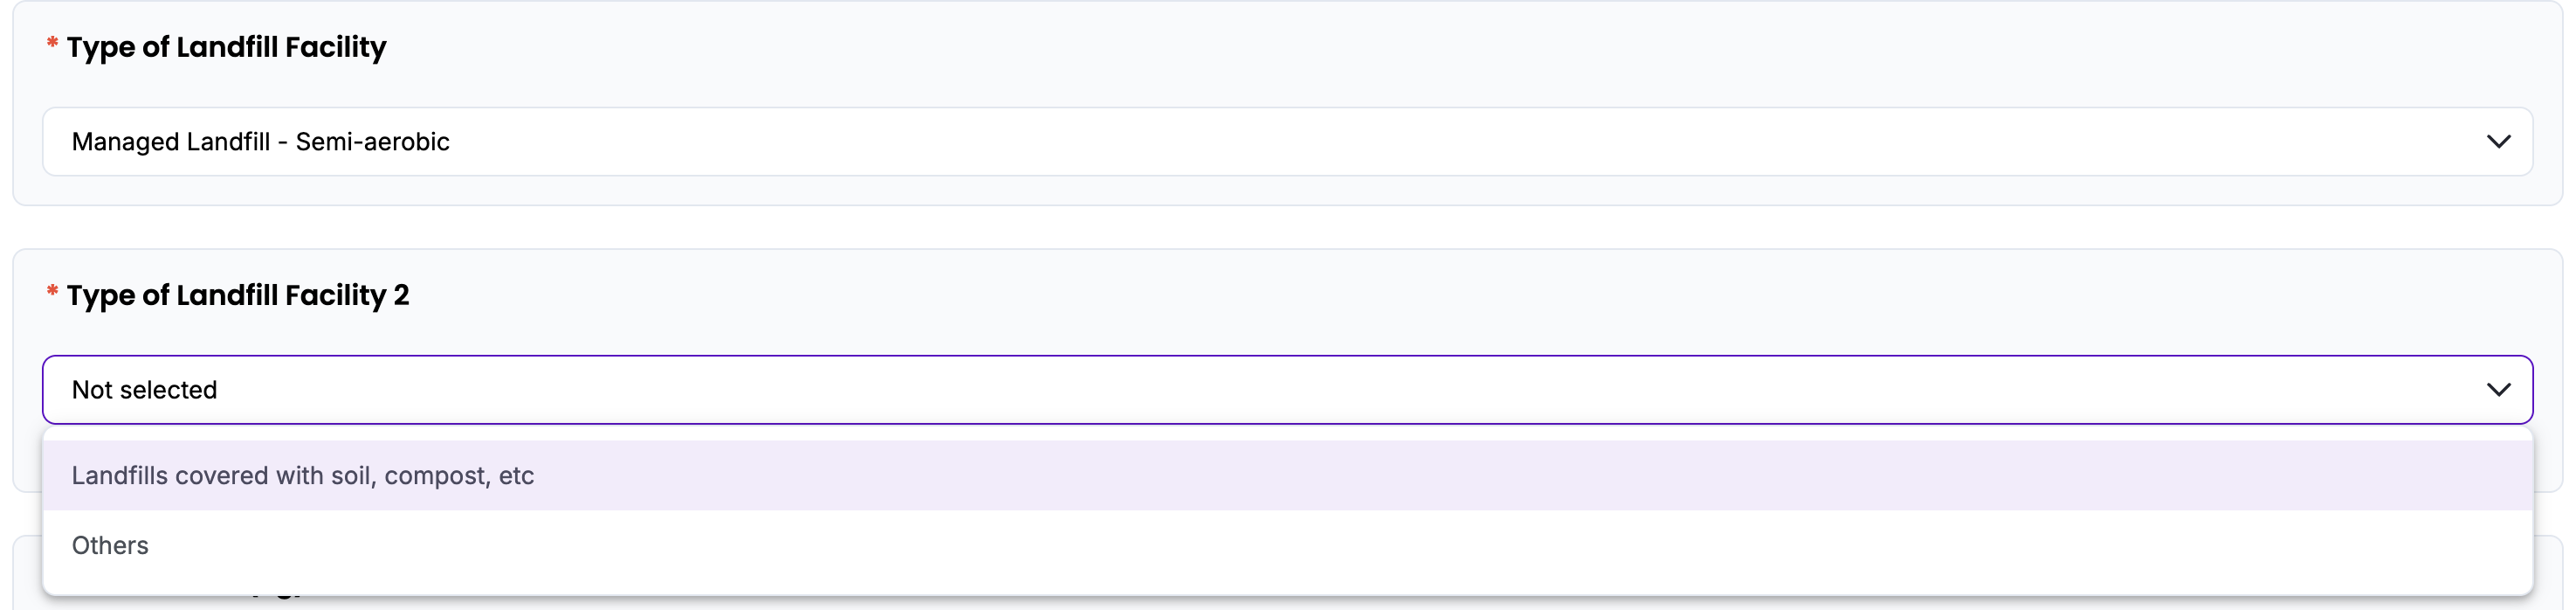 * Type of Landfill Facility
Managed Landfill - Semi-aerobic
* Type of Landfill Facility 2
Not selected
Landfills covered with soil, compost, etc
Others